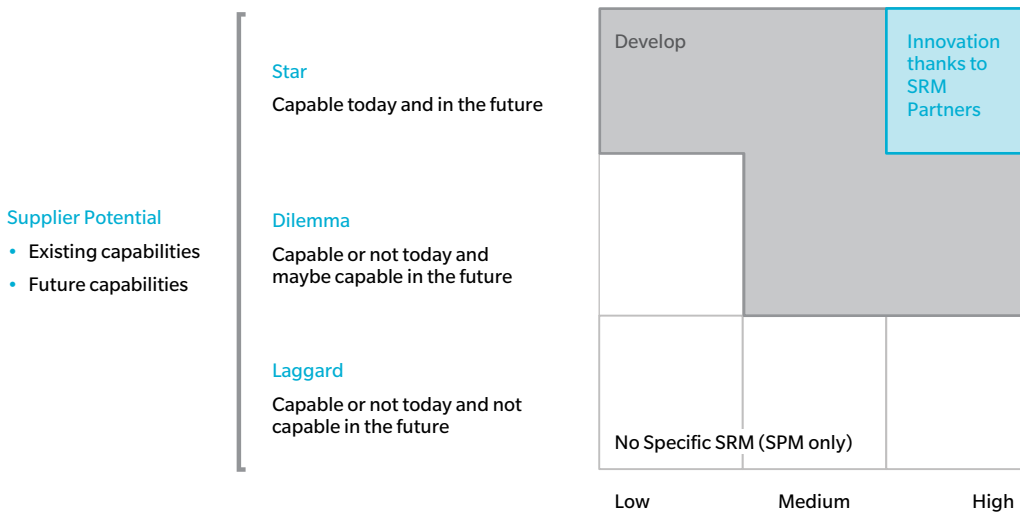 Supplier Potential
• Existing capabilities
• Future capabilities
Star
Capable today and in the future
Dilemma
Capable or not today and
maybe capable in the future
Laggard
Capable or not today and not
capable in the future
Develop
Innovation
thanks to
SRM
Partners
No Specific SRM (SPM only)
Low
Medium
High